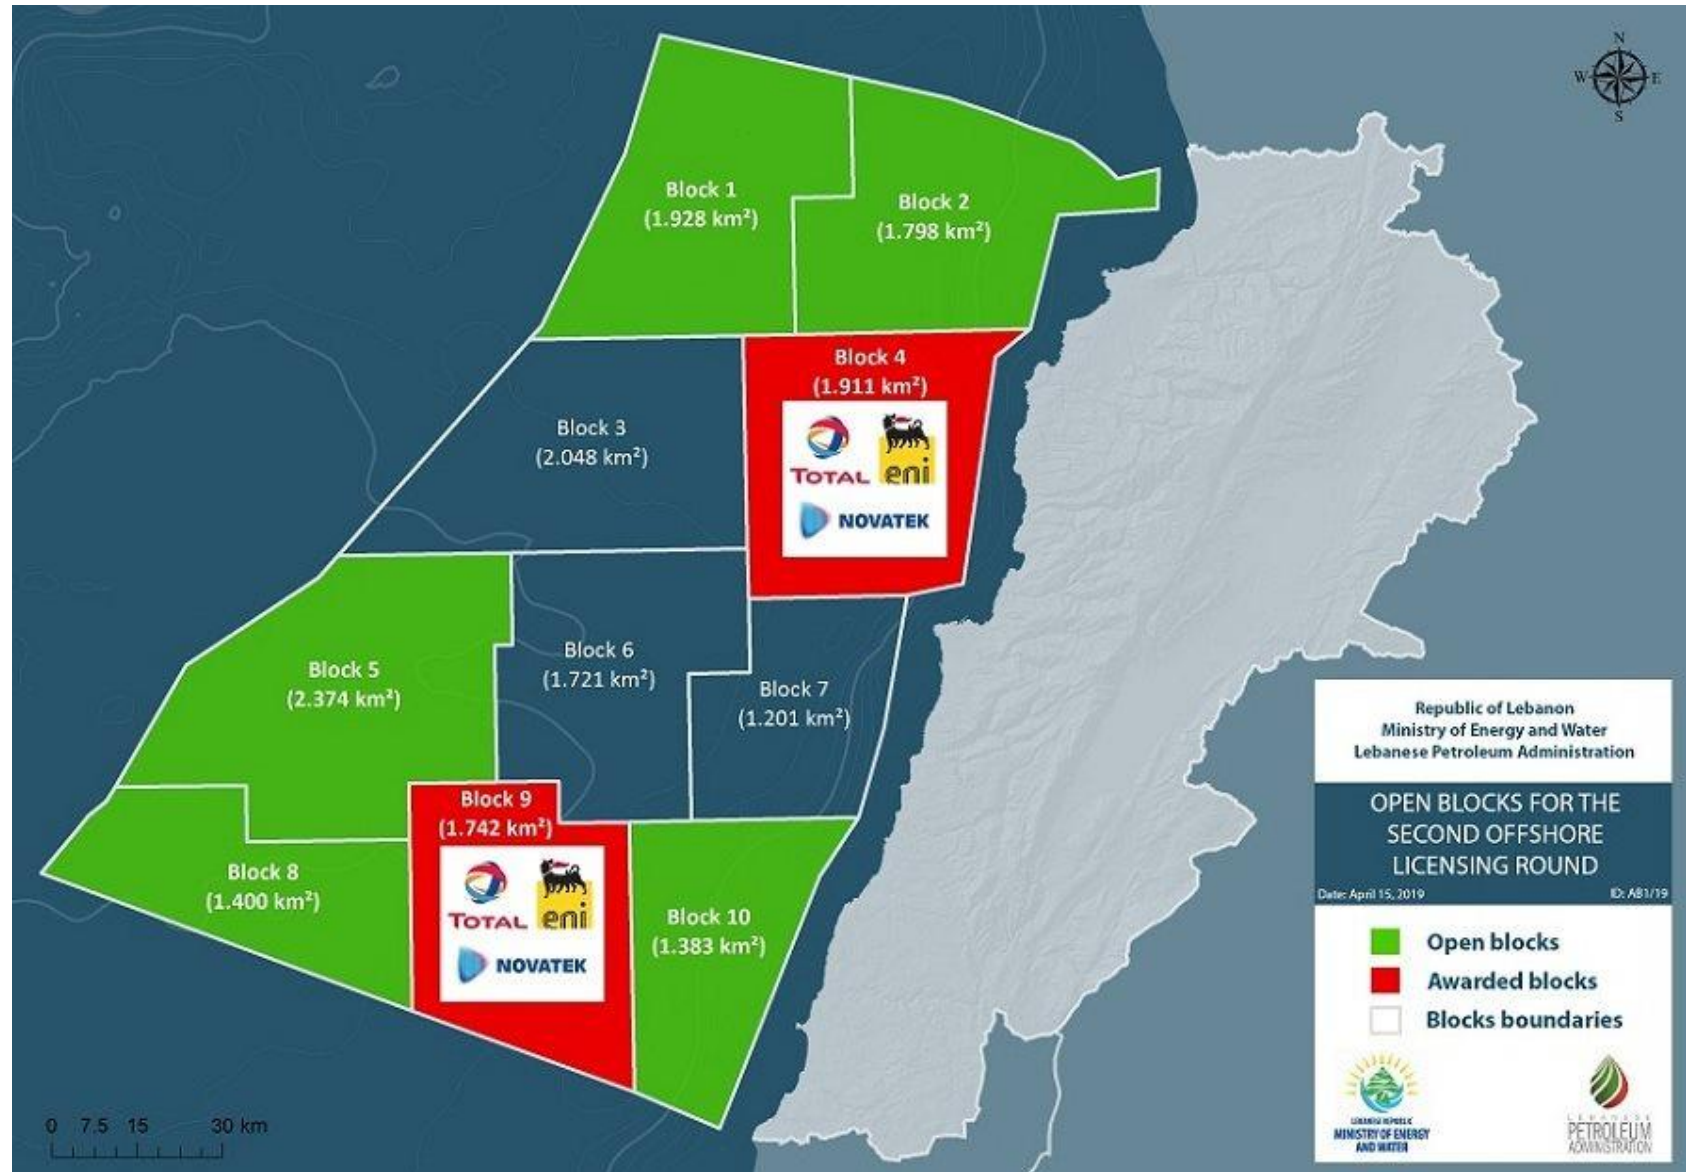 N
W E
S
Block 1
(1.928 km²)
Block 2
(1.798 km²)
Block 4
(1.911 km²)
TOTAL
eni
NOVATEK
Block 3
(2.048 km²)
Block 5
(2.374 km²)
Block 6
(1.721 km²)
Block 7
(1.201 km²)
Block 9
(1.742 km²)
TOTAL
eni
NOVATEK
Block 8
(1.400 km²)
Block 10
(1.383 km²)
0 7.5 15 30 km
Republic of Lebanon
Ministry of Energy and Water
Lebanese Petroleum Administration
OPEN BLOCKS FOR THE
SECOND OFFSHORE
LICENSING ROUND
Date: April 15, 2019 ID: AB1/19
Open blocks
Awarded blocks
Blocks boundaries
LEBANESE REPUBLIC
MINISTRY OF ENERGY
AND WATER
LEBANESE
PETROLEUM
ADMINISTRATION